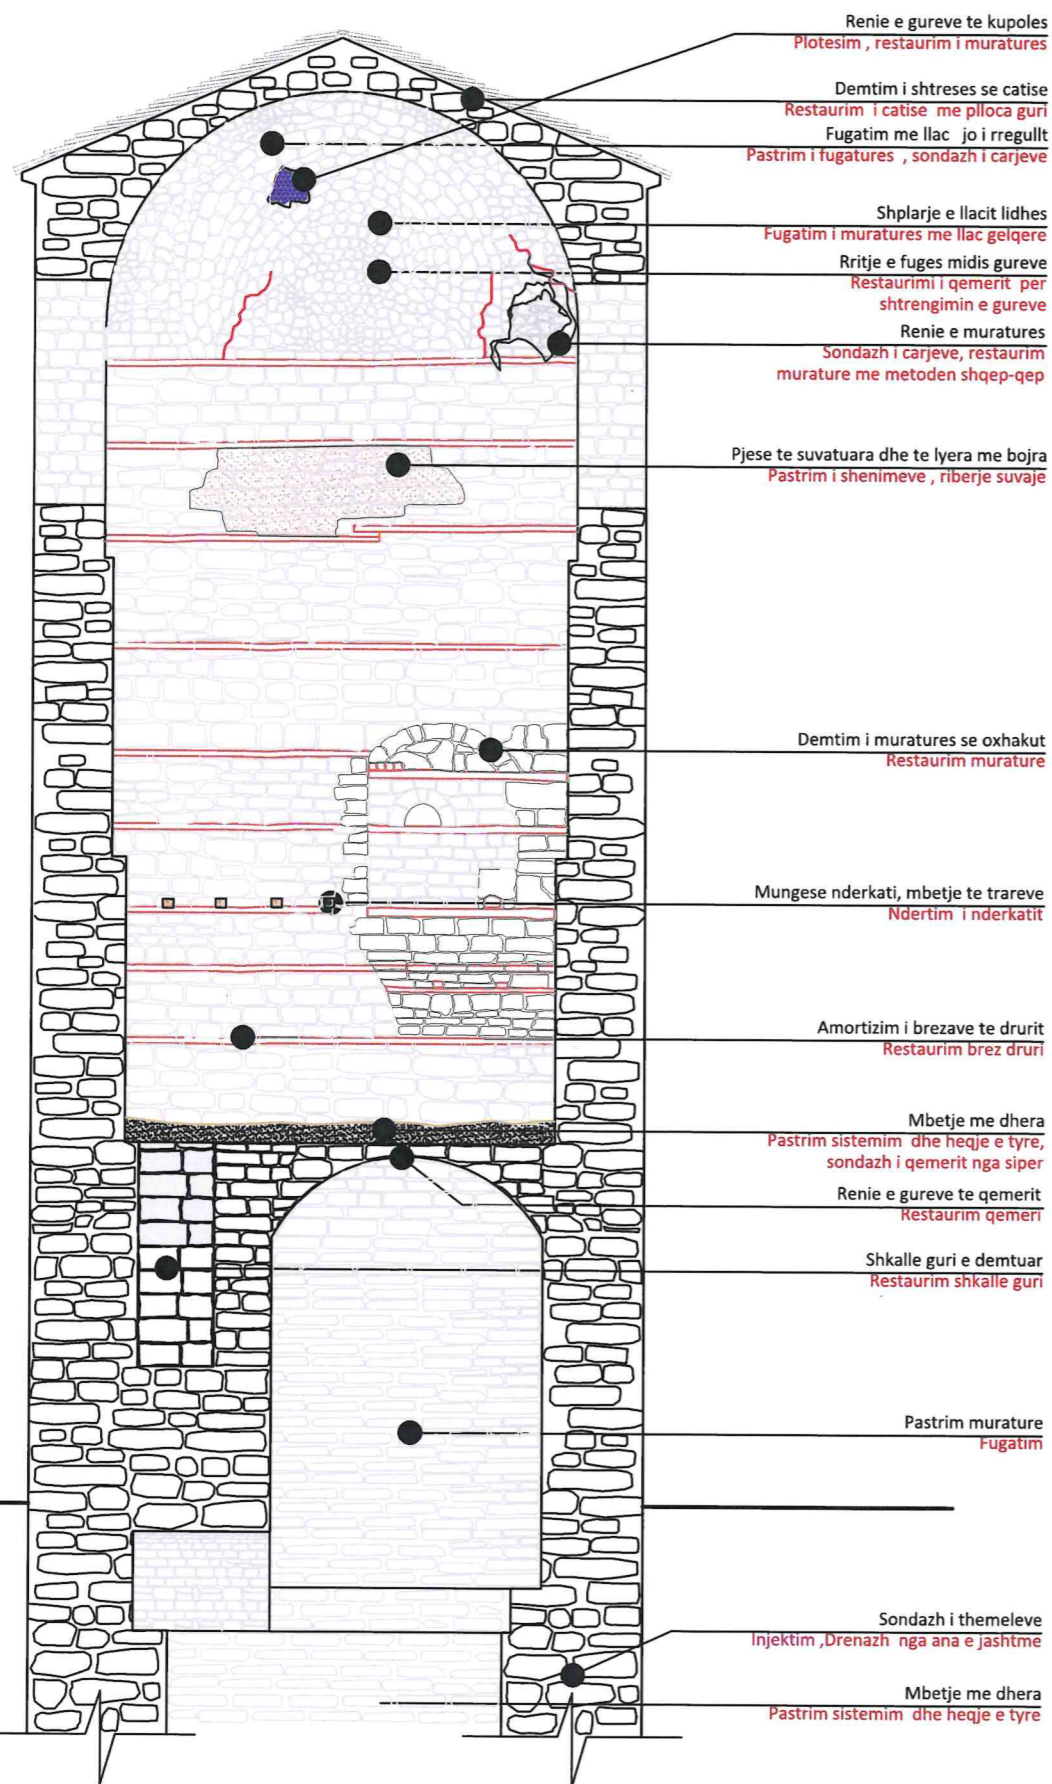 Renie e gureve te kupoles
Plotesim , restaurim i muratures
Demtim i shtreses se catise
Restaurim i catise me plloca guri
Fugatim me llac jo i rregullt
Pastrim i fugatures , sondazh i carjeve
Shplarje e llacit lidhes
Fugatim i muratures me llac gelqere
Rritje e fuges midis gureve
Restaurimi i qemerit per
shtrengimin e gureve
Renie e muratures
Sondazh i carjeve, restaurim
murature me metoden shqep-qep
Pjese te suvatuara dhe te lyera me bojra
Pastrim i shenimeve , riberje suvaje
Demtim i muratures se oxhakut
Restaurim murature
Mungese nderkati, mbetje te trareve
Ndertim i nderkatit
Amortizim i brezave te drurit
Restaurim brez druri
Mbetje me dhera
Pastrim sistemim dhe heqje e tyre,
sondazh i qemerit nga siper
Renie e gureve te qemerit
Restaurim qemeri
Shkalle guri e demtuar
Restaurim shkalle guri
Pastrim murature
Fugatim
Sondazh i themeleve
Injektim ,Drenazh nga ana e jashtme
Mbetje me dhera
Pastrim sistemim dhe heqje e tyre